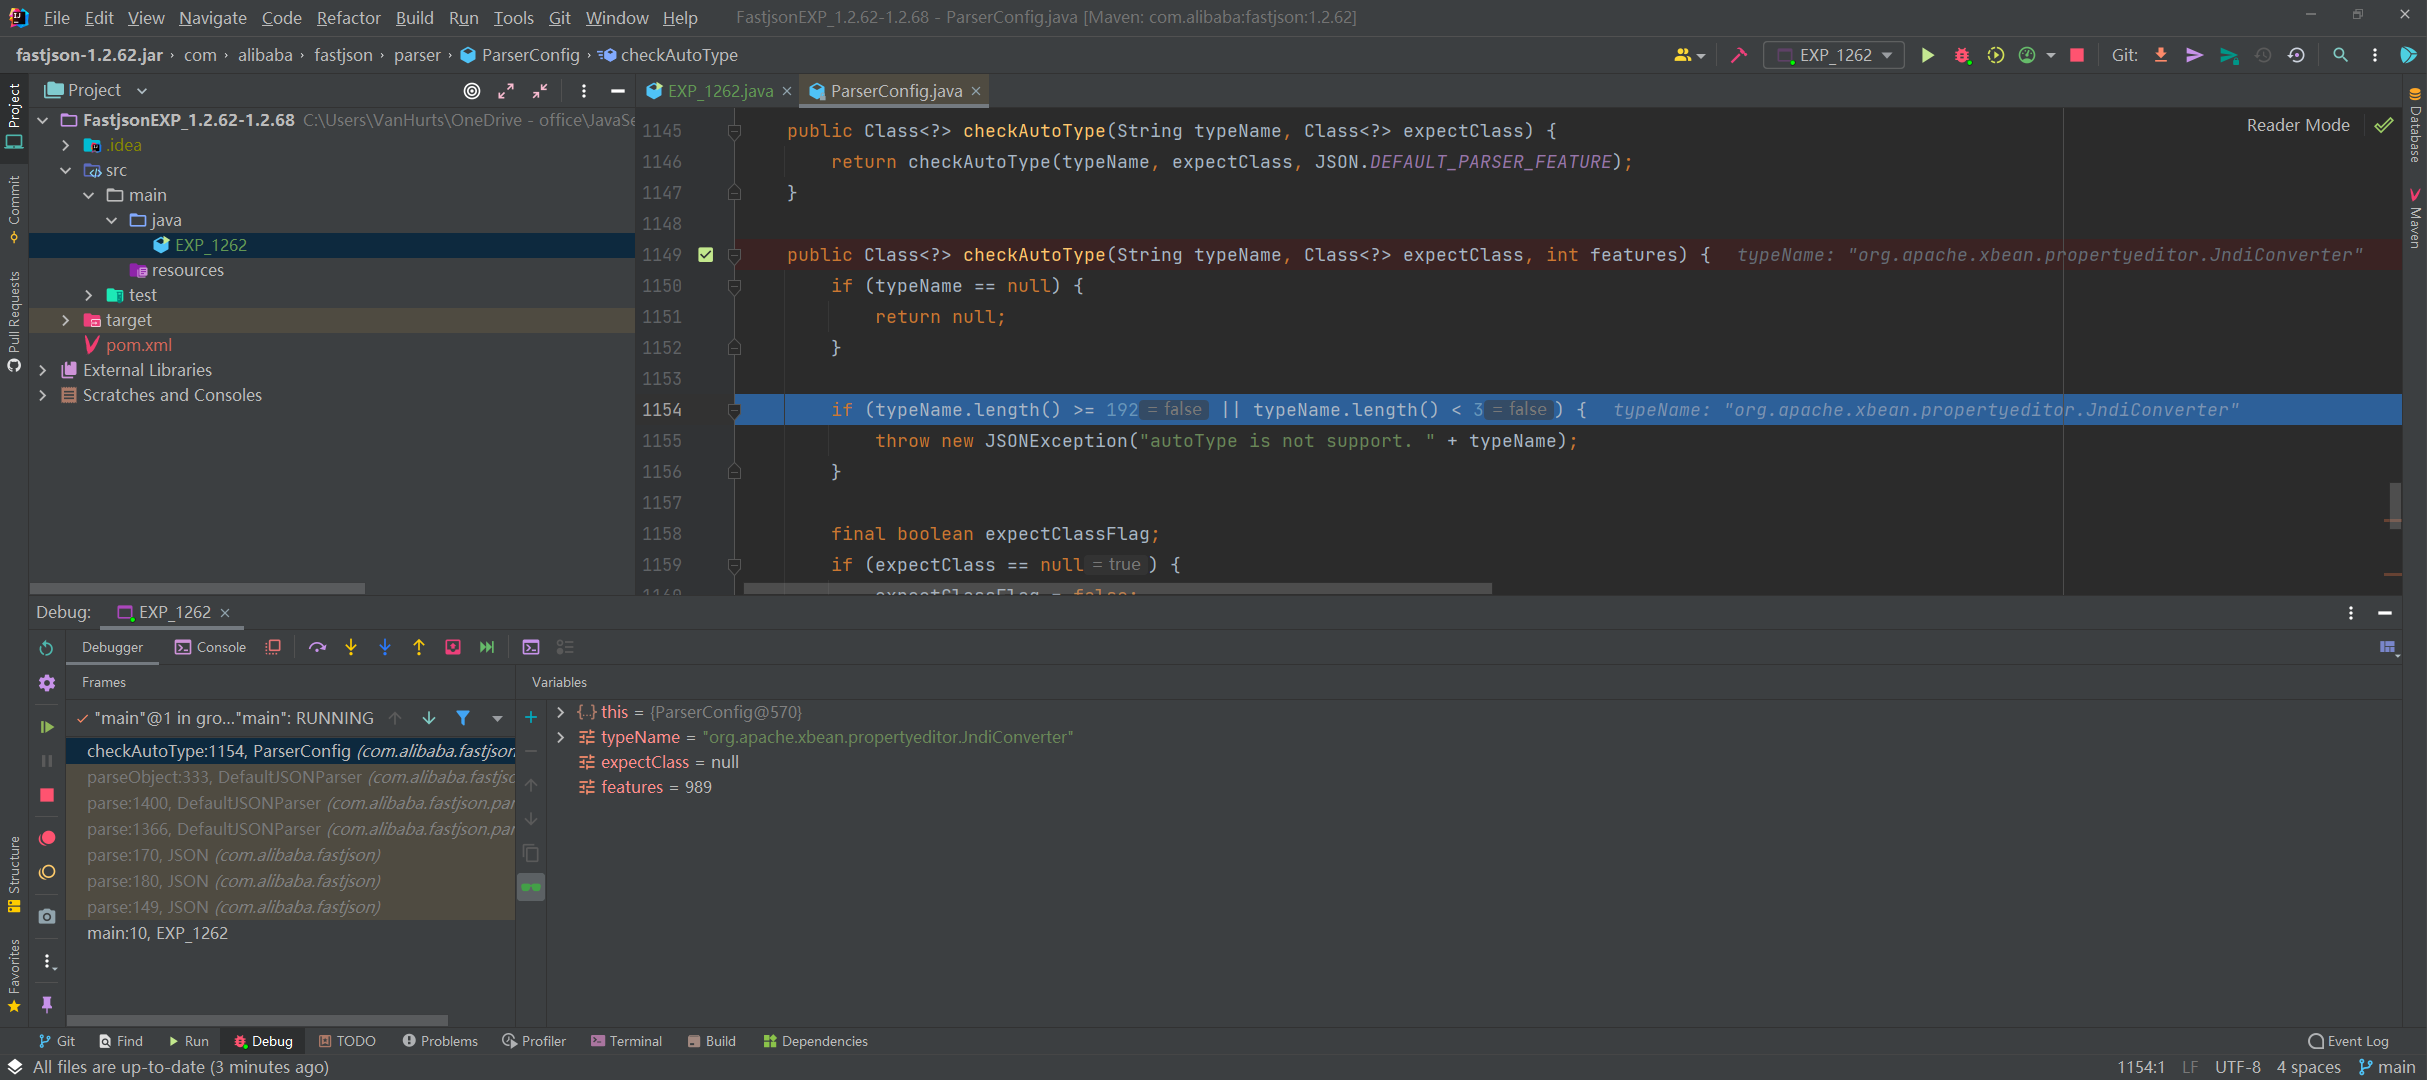 File Edit View Navigate Code Refactor Build Run Tools Git Window Help FastjsonEXP_1.2.62-1.2.68 - ParserConfig.java [Maven: com.alibaba:fastjson:1.2.62]
fastjson-1.2.62.jar › com › alibaba › fastjson › parser › ParserConfig › checkAutoType EXP_1262 Git:
Project
EXP_1262.java × ParserConfig.java ×
FastjsonEXP_1.2.62-1.2.68 C:\Users\VanHurts\OneDrive - office\JavaSe
.idea
src
main
java
EXP_1262
resources
test
target
pom.xml
External Libraries
Scratches and Consoles
Project
Commit
Pull Requests
Structure
Favorites
Reader Mode
Database
Maven
1145 public Class<?> checkAutoType(String typeName, Class<?> expectClass) {
1146 return checkAutoType(typeName, expectClass, JSON.DEFAULT_PARSER_FEATURE);
1147 }
1148
1149 public Class<?> checkAutoType(String typeName, Class<?> expectClass, int features) { typeName: "org.apache.xbean.propertyeditor.JndiConverter"
1150 if (typeName == null) {
1151 return null;
1152 }
1153
1154 if (typeName.length() >= 192 = false || typeName.length() < 3 = false ) { typeName: "org.apache.xbean.propertyeditor.JndiConverter"
1155 throw new JSONException("autoType is not support. " + typeName);
1156 }
1157
1158 final boolean expectClassFlag;
1159 if (expectClass == null = true ) {
1160 expectClassFlag = false;
Debug: EXP_1262 ×
Debugger Console
Frames
Variables
"main"@1 in gro..."main": RUNNING
checkAutoType:1154, ParserConfig (com.alibaba.fastjson
parseObject:333, DefaultJSONParser (com.alibaba.fastjso
parse:1400, DefaultJSONParser (com.alibaba.fastjson.par
parse:1366, DefaultJSONParser (com.alibaba.fastjson.par
parse:170, JSON (com.alibaba.fastjson)
parse:180, JSON (com.alibaba.fastjson)
parse:149, JSON (com.alibaba.fastjson)
main:10, EXP_1262
this = {ParserConfig@570}
typeName = "org.apache.xbean.propertyeditor.JndiConverter"
expectClass = null
features = 989
Git Find Run Debug TODO Problems Profiler Terminal Build Dependencies Event Log
All files are up-to-date (3 minutes ago) 1154:1 LF UTF-8 4 spaces main